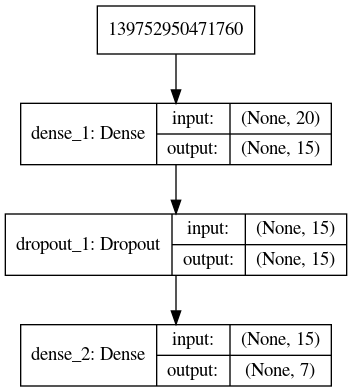 139752950471760
dense_1: Dense
input: (None, 20)
output: (None, 15)
dropout_1: Dropout
input: (None, 15)
output: (None, 15)
dense_2: Dense
input: (None, 15)
output: (None, 7)